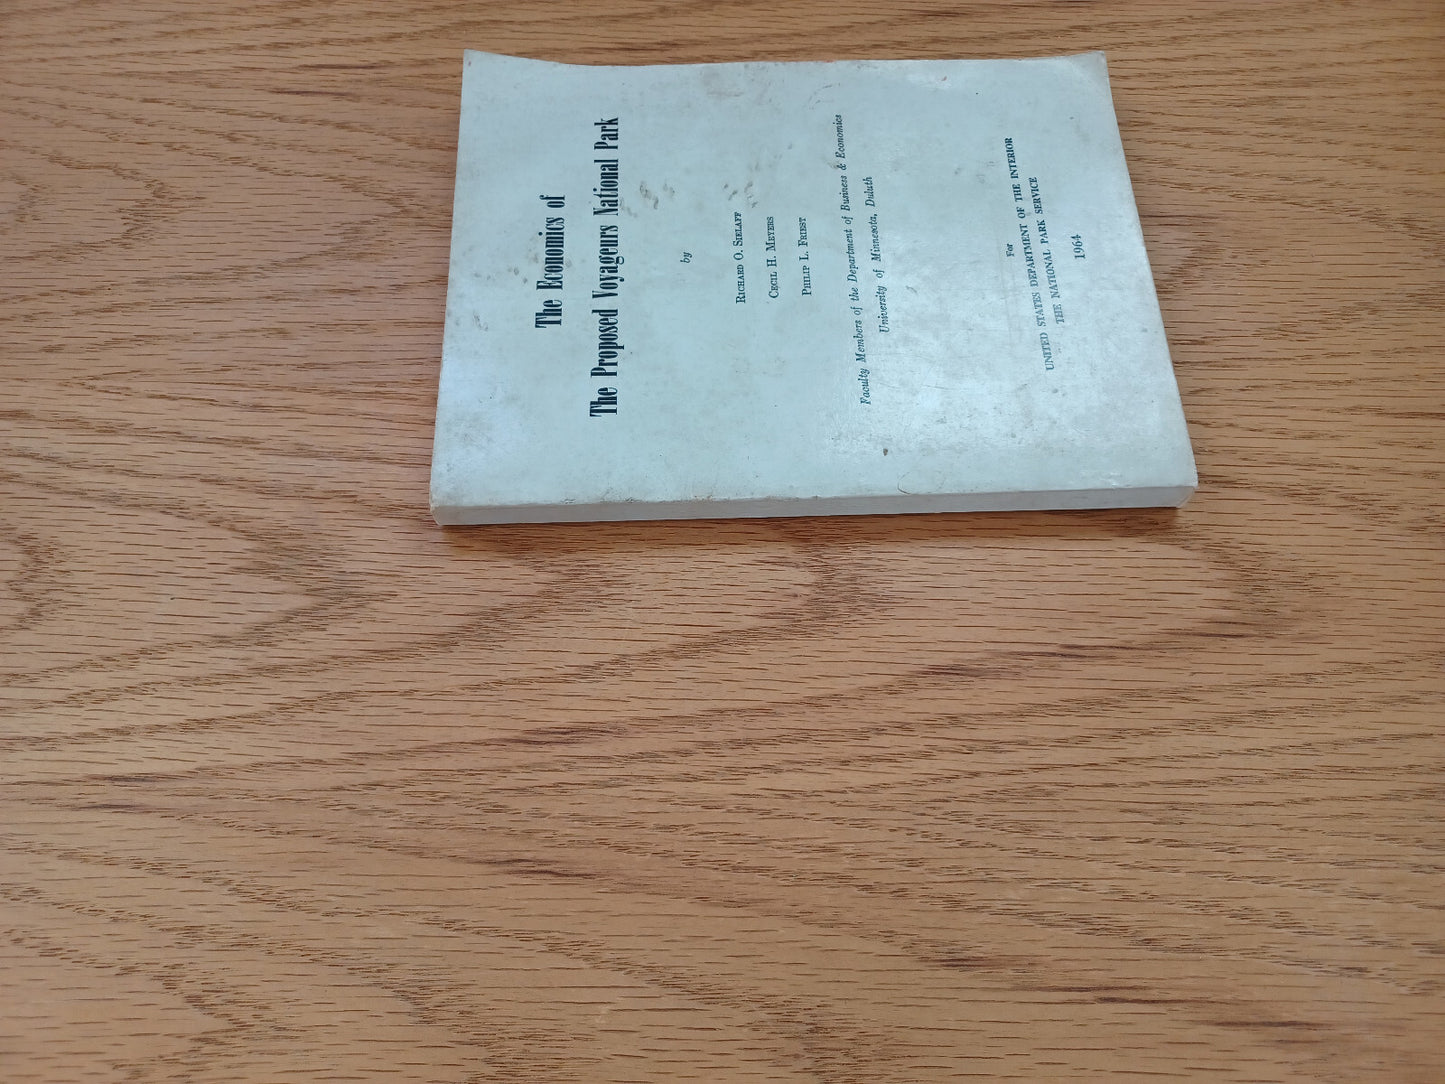 The Economics of
The Proposed Voyageurs National Park
by
RICHARD O. SIELAFF
CECIL H. MEYERS
PHILIP L. FRIEST
Faculty Members of the Department of Business & Economics
University of Minnesota, Duluth
For
UNITED STATES DEPARTMENT OF THE INTERIOR
THE NATIONAL PARK SERVICE
1964